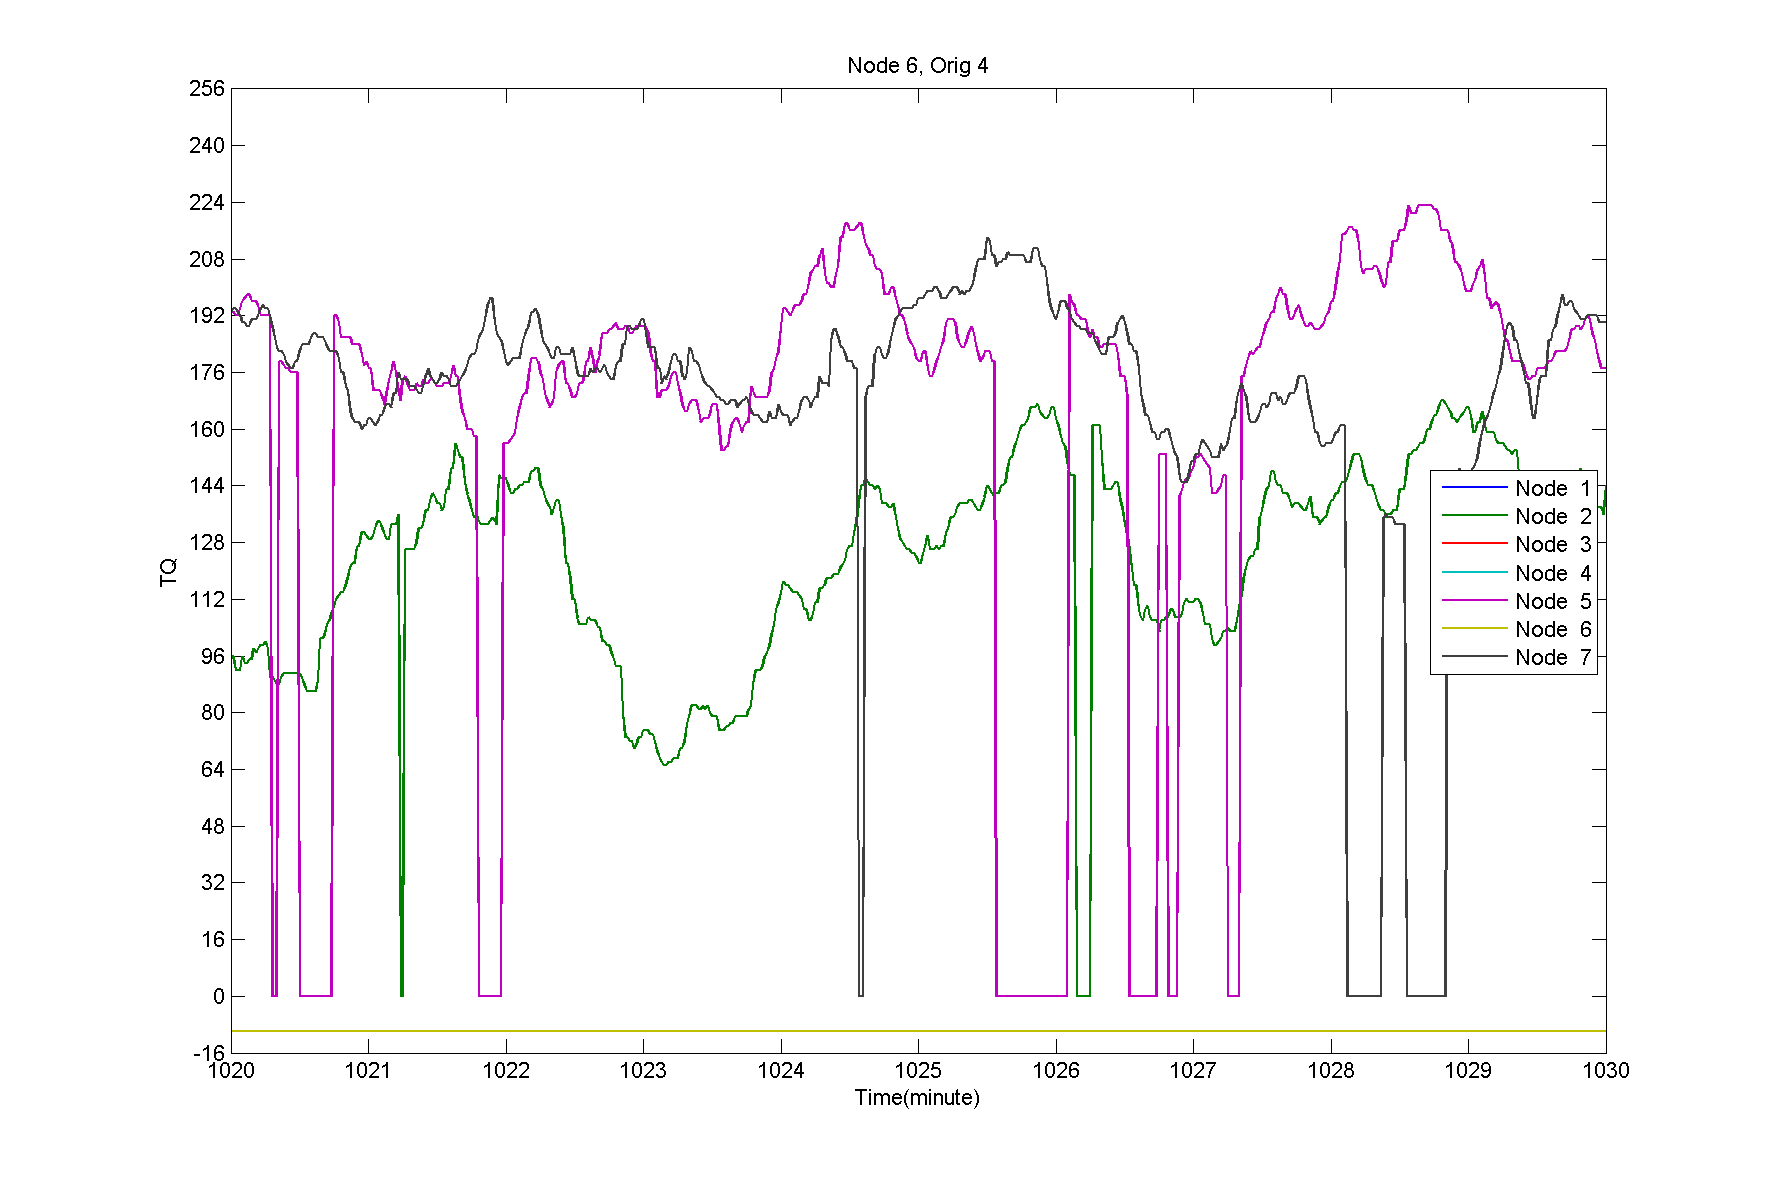 Node 6, Orig 4
256
240
224
208
192
176
160
144
128
112
96
80
64
48
32
16
0
-16
TQ
Node 1
Node 2
Node 3
Node 4
Node 5
Node 6
Node 7
1020 1021 1022 1023 1024 1025 1026 1027 1028 1029 1030
Time(minute)